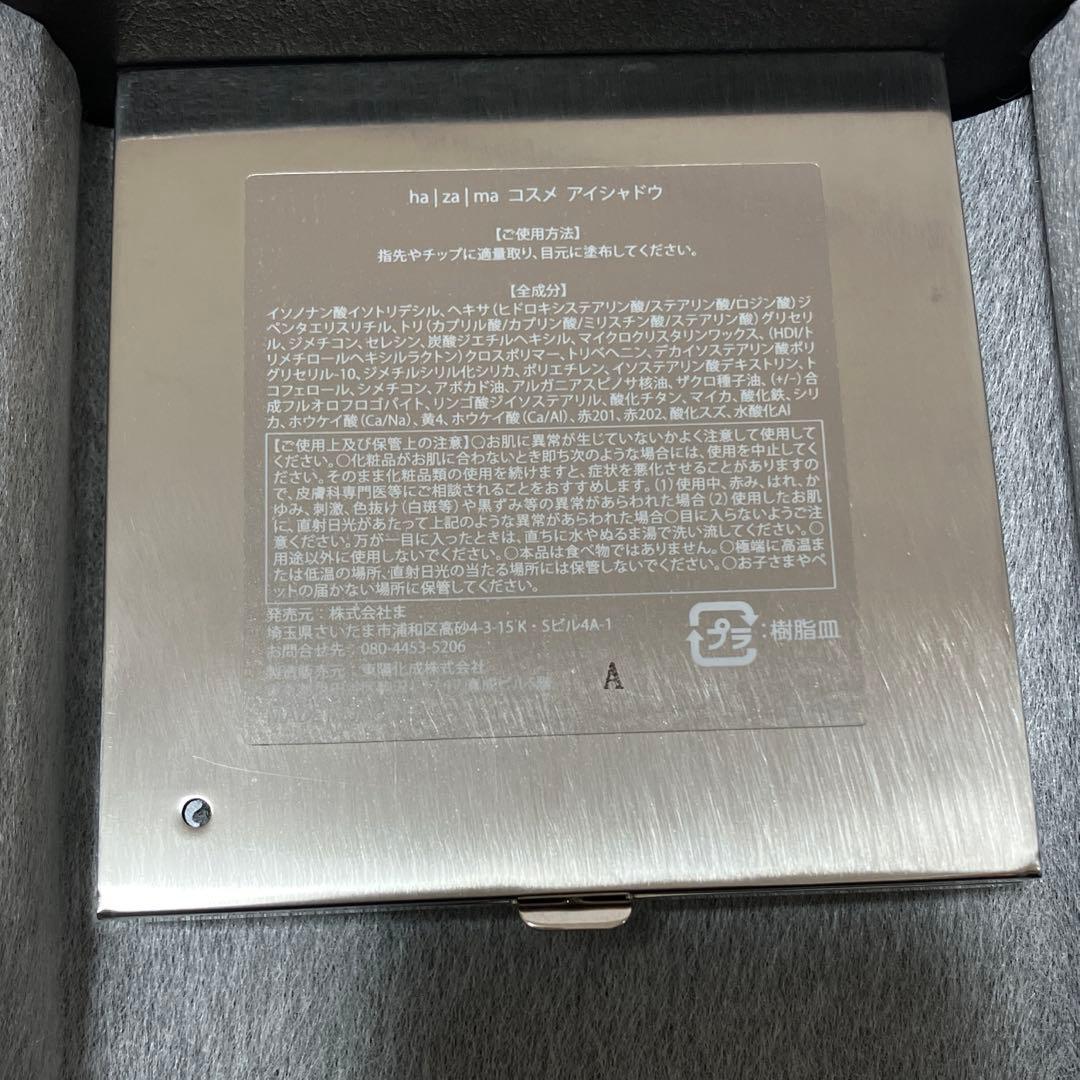 ha|za|ma コスメ アイシャドウ
【ご使用方法】
指先やチップに適量取り、目元に塗布してください。
【全成分】
イソノナン酸イソトリデシル、ヘキサ(ヒドロキシステアリン酸/ステアリン酸/ロジン酸)ジ
ペンタエリスリチル、トリ(カプリル酸/カプリン酸/ミリスチン酸/ステアリン酸)グリセリ
ル、ジメチコン、セレシン、炭酸ジエチルヘキシル、マイクロクリスタリンワックス、(HDI/ト
リメチロールヘキシルラクトン)クロスポリマー、トリベヘニン、デカイソステアリン酸ポリ
グリセリル-10、ジメチルシリル化シリカ、ポリエチレン、イソステアリン酸デキストリン、ト
コフェロール、シメチコン、アボカド油、アルガニアスピノサ核油、ザクロ種子油、(+/-)合
成フルオロフロゴパイト、リンゴ酸ジイソステアリル、酸化チタン、マイカ、酸化鉄、シリ
カ、ホウケイ酸(Ca/Na)、黄4、ホウケイ酸(Ca/Al)、赤201、赤202、酸化スズ、水酸化Al
【ご使用上及び保管上の注意】○お肌に異常が生じていないかよく注意して使用して
ください。○化粧品がお肌に合わないとき即ち次のような場合には、使用を中止してく
ださい。そのまま化粧品類の使用を続けますと、症状を悪化させることがありますの
で、皮膚科専門医等にご相談されることをおすすめします。(1)使用中、赤み、はれ、か
ゆみ、刺激、色抜け(白斑等)や黒ずみ等の異常があらわれた場合(2)使用したお肌
に、直射日光があたって上記のような異常があらわれた場合○目に入らないようご注
意ください。万が一目に入ったときは、直ちに水やぬるま湯で洗い流してください。○
用途以外に使用しないでください。○本品は食べ物ではありません。○極端に高温ま
たは低温の場所、直射日光の当たる場所には保管しないでください。○お子さまやペ
ットの届かない場所に保管してください。
発売元:株式会社ま
埼玉県さいたま市浦和区高砂4-3-15 K・Sビル4A-1
お問合せ先:080-4453-5206
プラ :樹脂皿
製造販売元: 東陽化成株式会社
A